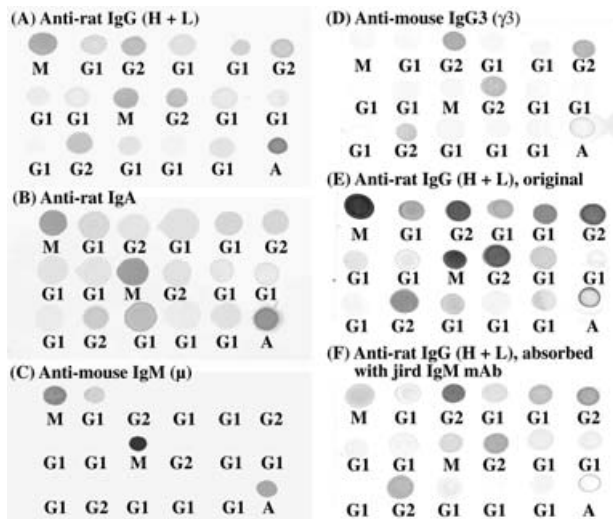 (A) Anti-rat IgG (H + L)
M G1 G2 G1 G1 G2
G1 G1 M G2 G1 G1
G1 G2 G1 G1 G1 A
(B) Anti-rat IgA
M G1 G2 G1 G1 G2
G1 G1 M G2 G1 G1
G1 G2 G1 G1 G1 A
(C) Anti-mouse IgM (μ)
M G1 G2 G1 G1 G2
G1 G1 M G2 G1 G1
G1 G2 G1 G1 G1 A
(D) Anti-mouse IgG3 (γ3)
M G1 G2 G1 G1 G2
G1 G1 M G2 G1 G1
G1 G2 G1 G1 G1 A
(E) Anti-rat IgG (H + L), original
M G1 G2 G1 G1 G2
G1 G1 M G2 G1 G1
G1 G2 G1 G1 G1 A
(F) Anti-rat IgG (H + L), absorbed
with jird IgM mAb
M G1 G2 G1 G1 G2
G1 G1 M G2 G1 G1
G1 G2 G1 G1 G1 A